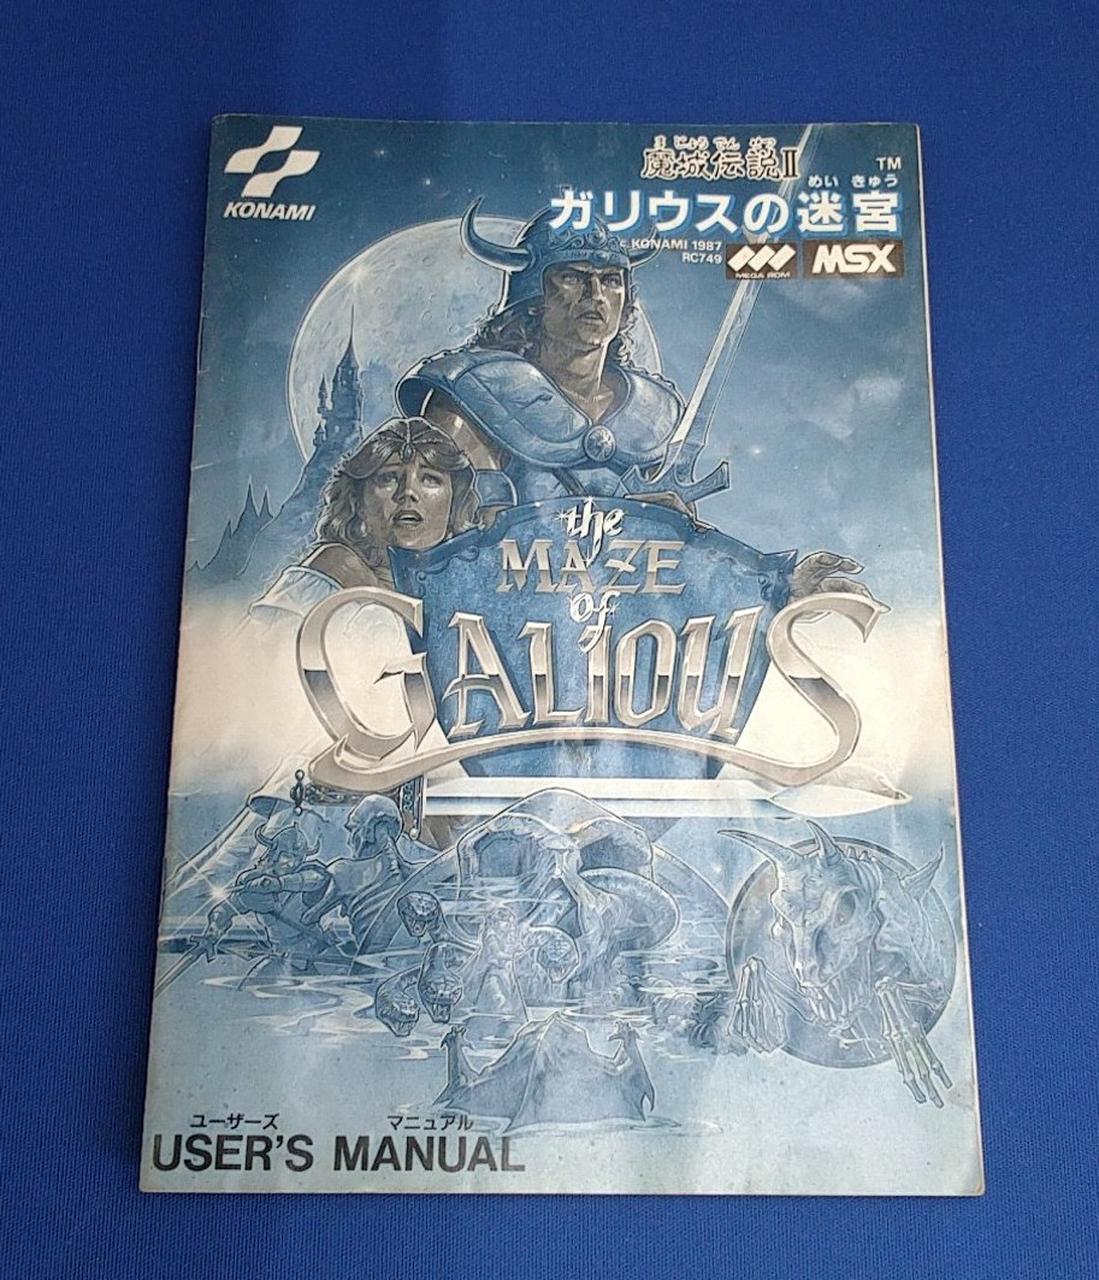 KONAMI
ま じょう でん せつ
魔城伝説II
TM
めい きゅう
ガリウスの迷宮
© KONAMI 1987
RC749
MEGA ROM
MSX
the
MAZE
of
GALIOUS
ユーザーズ マニュアル
USER'S MANUAL